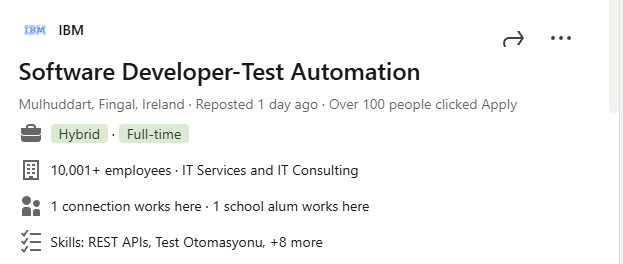 IBM IBM
Software Developer-Test Automation
Mulhuddart, Fingal, Ireland · Reposted 1 day ago · Over 100 people clicked Apply
Hybrid · Full-time
10,001+ employees · IT Services and IT Consulting
1 connection works here · 1 school alum works here
Skills: REST APIs, Test Otomasyonu, +8 more